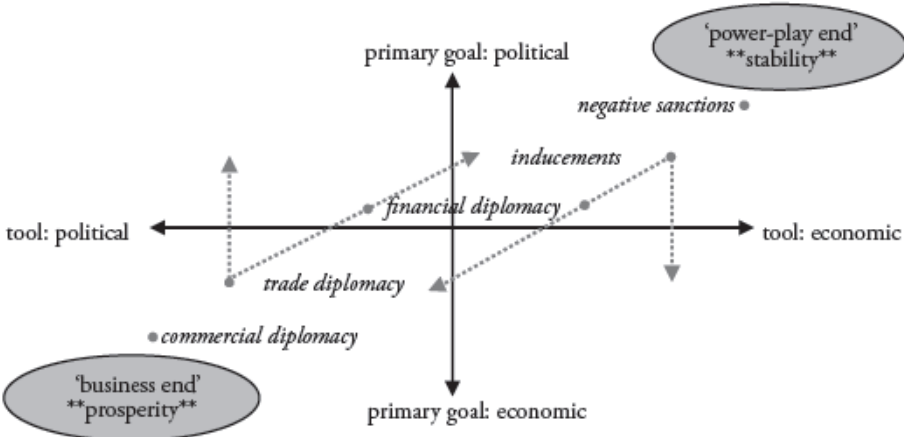 ‘power-play end’
**stability**
primary goal: political
negative sanctions
inducements
financial diplomacy
tool: political
tool: economic
trade diplomacy
commercial diplomacy
‘business end’
**prosperity**
primary goal: economic